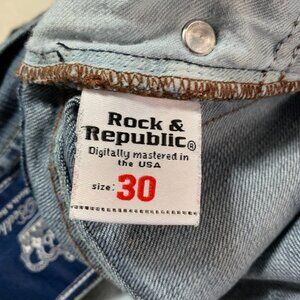 Rock &
Republic®
Digitally mastered in
the USA
size: 30